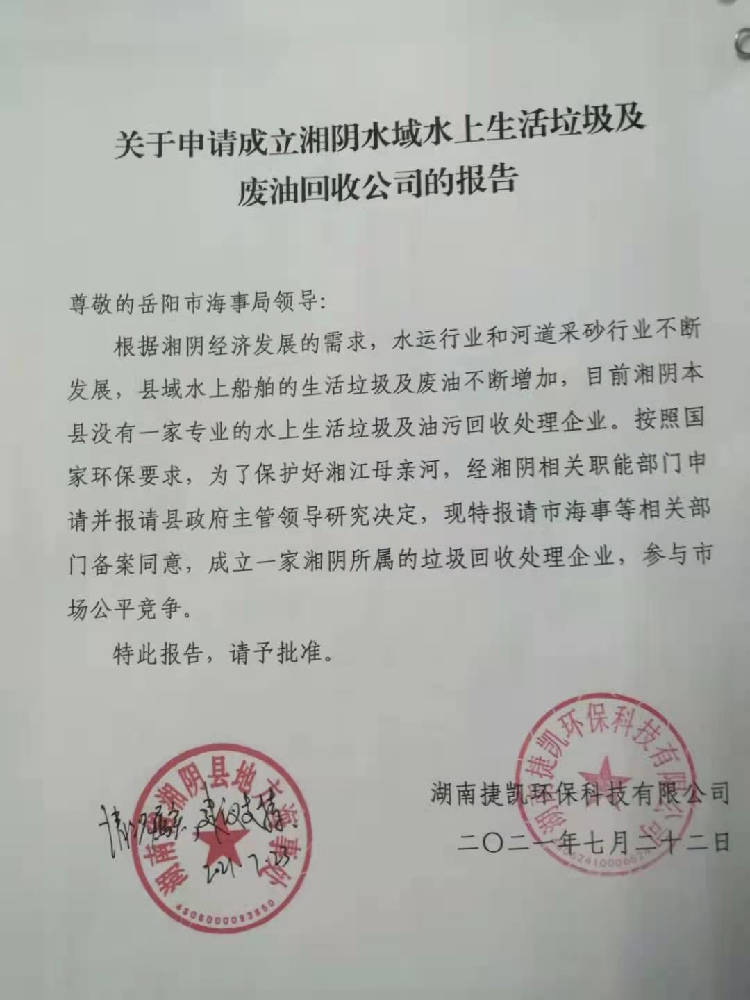 关于申请成立湘阴水域水上生活垃圾及
废油回收公司的报告
尊敬的岳阳市海事局领导：
根据湘阴经济发展的需求，水运行业和河道采砂行业不断
发展，县域水上船舶的生活垃圾及废油不断增加，目前湘阴本
县没有一家专业的水上生活垃圾及油污回收处理企业。按照国
家环保要求，为了保护好湘江母亲河，经湘阴相关职能部门申
请并报请县政府主管领导研究决定，现特报请市海事等相关部
门备案同意，成立一家湘阴所属的垃圾回收处理企业，参与市
场公平竞争。
特此报告，请予批准。
湖南捷凯环保科技有限公司
湖南捷凯环保科技有限公司
二〇二一年七月二十二日
湖南省湘阴县地方海事处
2021.7.23
4306000093650